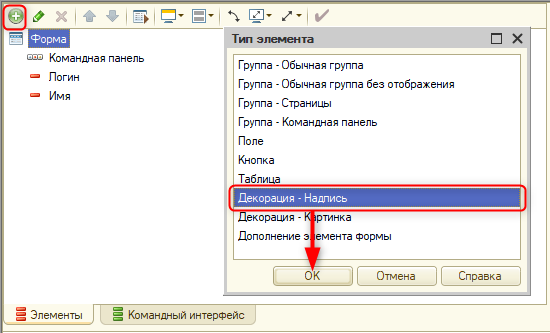 Форма
Командная панель
Логин
Имя
Тип элемента
Группа - Обычная группа
Группа - Обычная группа без отображения
Группа - Страницы
Группа - Командная панель
Поле
Кнопка
Таблица
Декорация - Надпись
Декорация - Картинка
Дополнение элемента формы
OK
Отмена
Справка
Элементы
Командный интерфейс